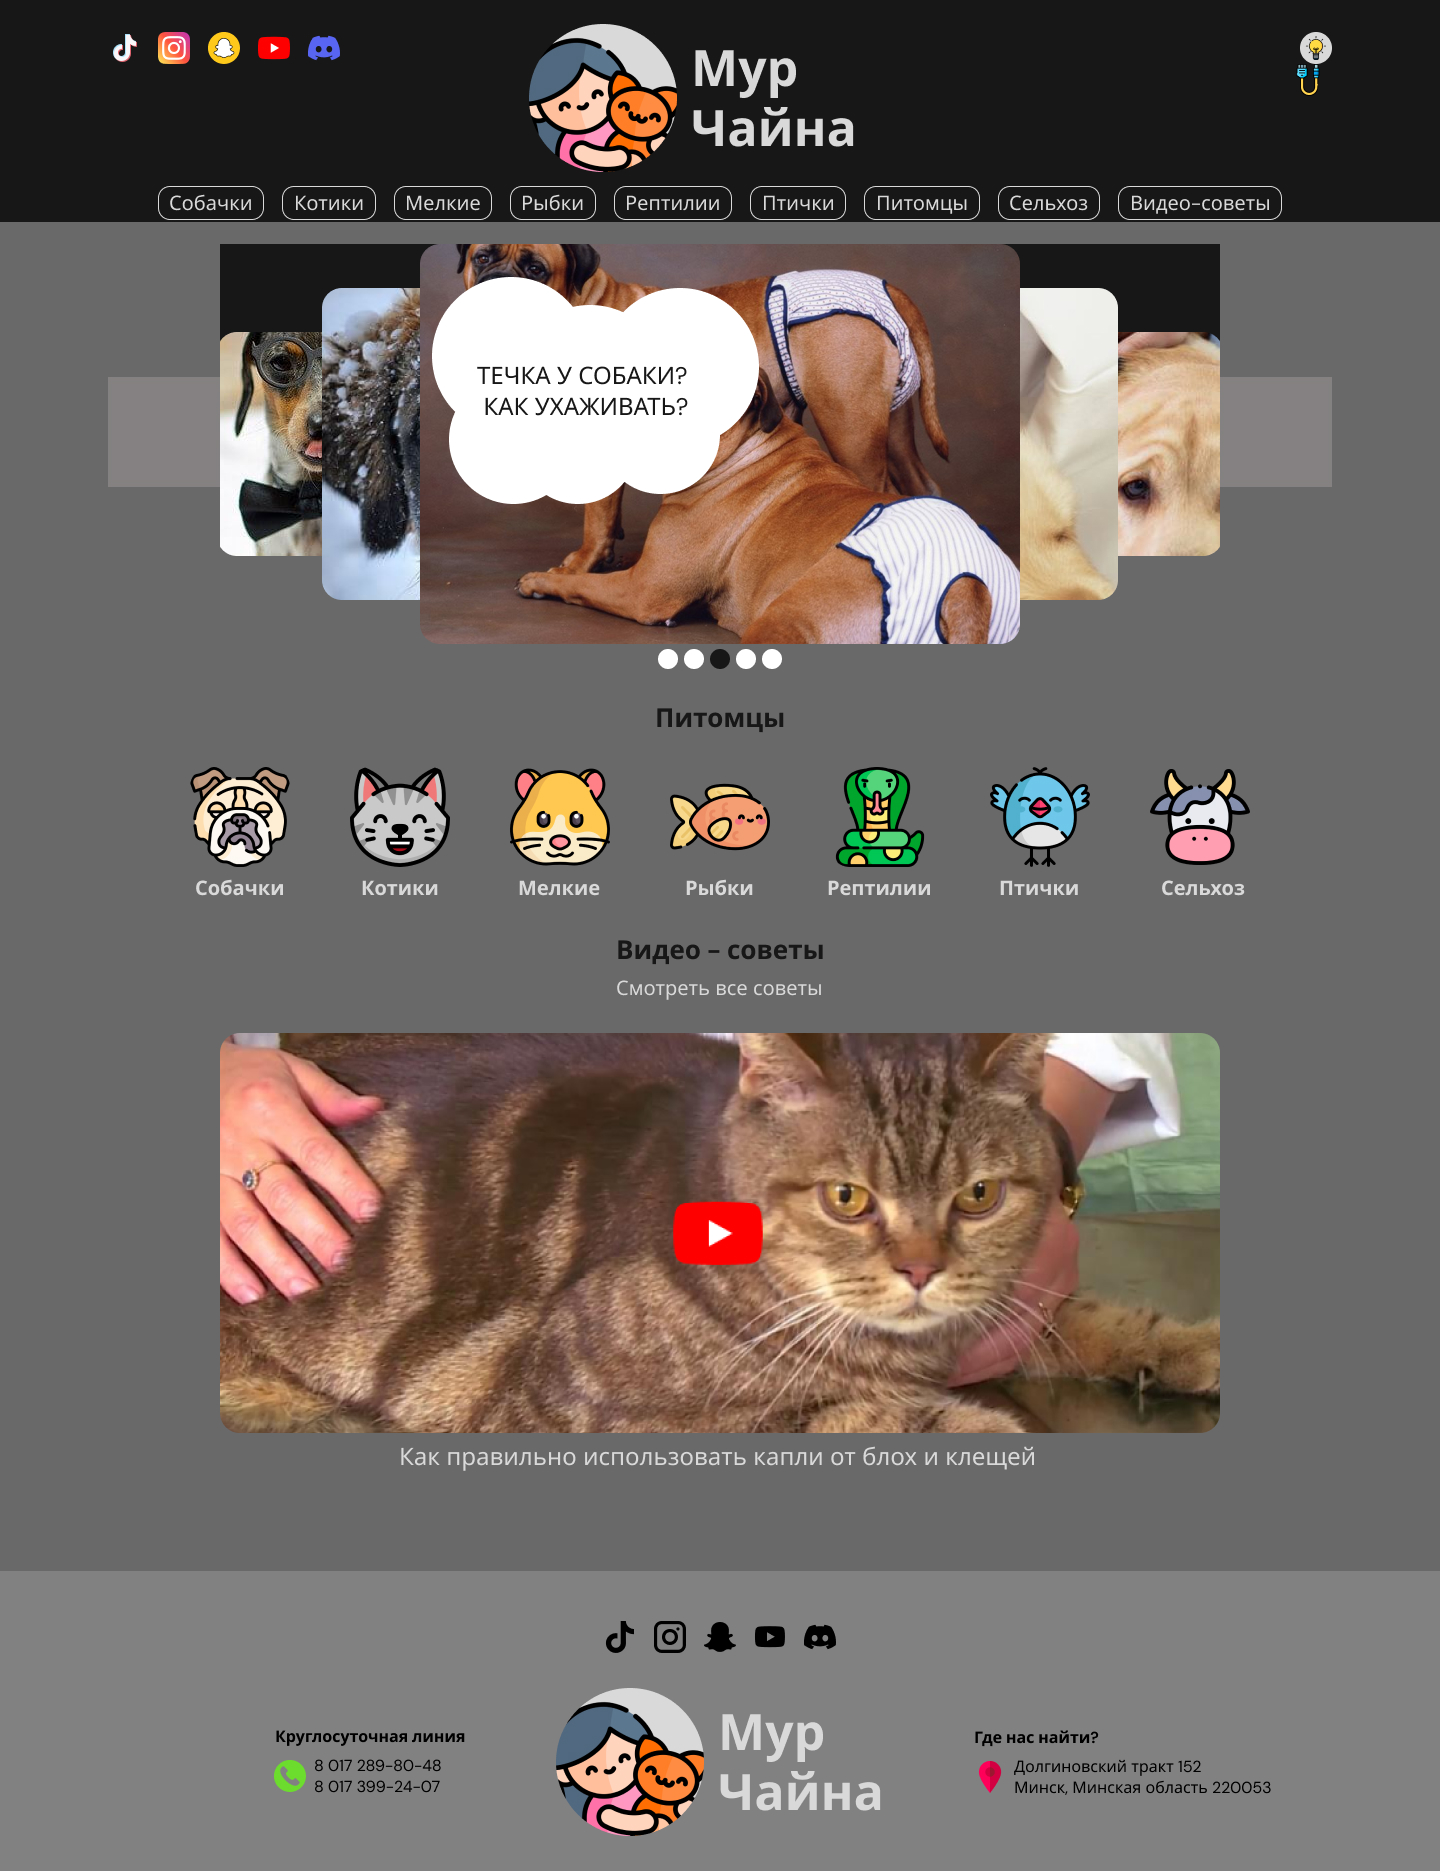 Мур
Чайна
Собачки
Котики
Мелкие
Рыбки
Рептилии
Птички
Питомцы
Сельхоз
Видео-советы
ТЕЧКА У СОБАКИ?
КАК УХАЖИВАТЬ?
Питомцы
Собачки
Котики
Мелкие
Рыбки
Рептилии
Птички
Сельхоз
Видео - советы
Смотреть все советы
Как правильно использовать капли от блох и клещей
Круглосуточная линия
8 017 289-80-48
8 017 399-24-07
Мур
Чайна
Где нас найти?
Долгиновский тракт 152
Минск, Минская область 220053